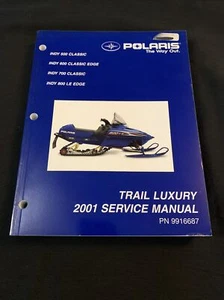 POLARIS
The Way Out.
INDY 500 CLASSIC
INDY 600 CLASSIC EDGE
INDY 700 CLASSIC
INDY 800 LE EDGE
TRAIL LUXURY
2001 SERVICE MANUAL
PN 9916687